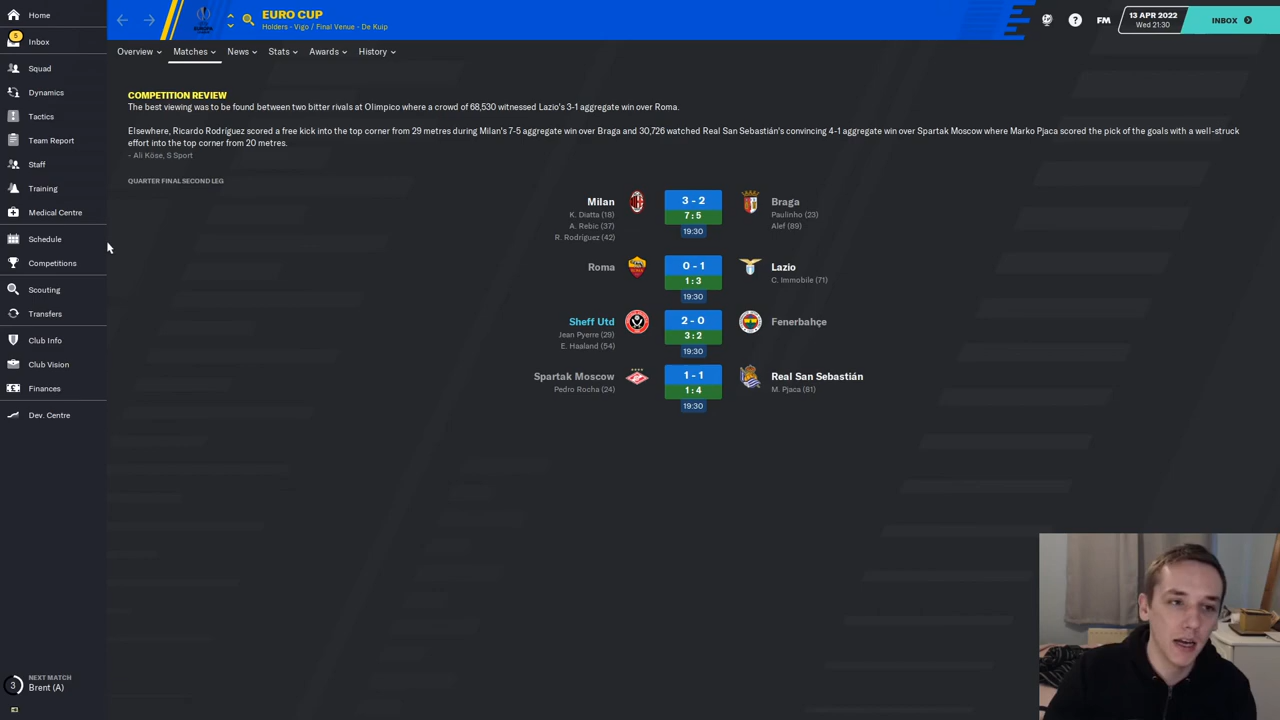 Home
EURO CUP
Holders - Vigo / Final Venue - De Kuip
?
FM
13 APR 2022
Wed 21:30
INBOX
5
Inbox
Overview
Matches
News
Stats
Awards
History
Squad
Dynamics
Tactics
Team Report
Staff
Training
Medical Centre
Schedule
Competitions
Scouting
Transfers
Club Info
Club Vision
Finances
Dev. Centre
COMPETITION REVIEW
The best viewing was to be found between two bitter rivals at Olimpico where a crowd of 68,530 witnessed Lazio's 3-1 aggregate win over Roma.
Elsewhere, Ricardo Rodríguez scored a free kick into the top corner from 29 metres during Milan's 7-5 aggregate win over Braga and 30,726 watched Real San Sebastián's convincing 4-1 aggregate win over Spartak Moscow where Marko Pjaca scored the pick of the goals with a well-struck
effort into the top corner from 20 metres.
- Ali Köse, S Sport
QUARTER FINAL SECOND LEG
Milan 3 - 2 Braga
K. Diatta (18) 7 : 5 Paulinho (23)
A. Rebic (37) 19:30 Alef (89)
R. Rodríguez (42)
Roma 0 - 1 Lazio
1 : 3 C. Immobile (71)
19:30
Sheff Utd 2 - 0 Fenerbahçe
Jean Pyerre (29) 3 : 2
E. Haaland (54) 19:30
Spartak Moscow 1 - 1 Real San Sebastián
Pedro Rocha (24) 1 : 4 M. Pjaca (81)
19:30
NEXT MATCH
3 Brent (A)